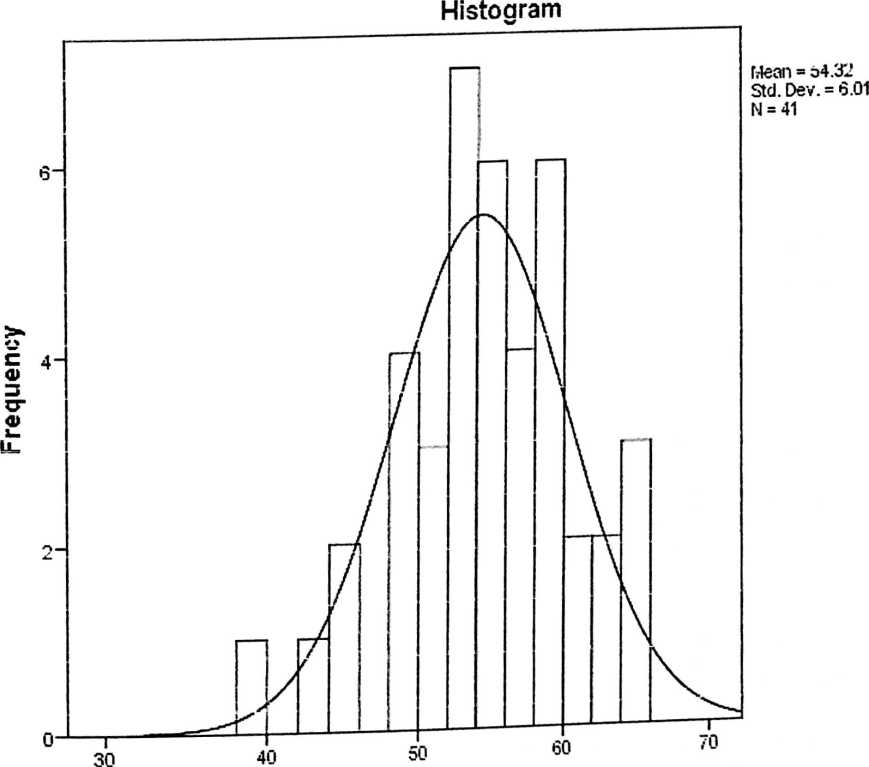 Histogram
Mean = 54.32
Std. Dev. = 6.01
N = 41
Frequency
6
4
2
0
30
40
50
60
70